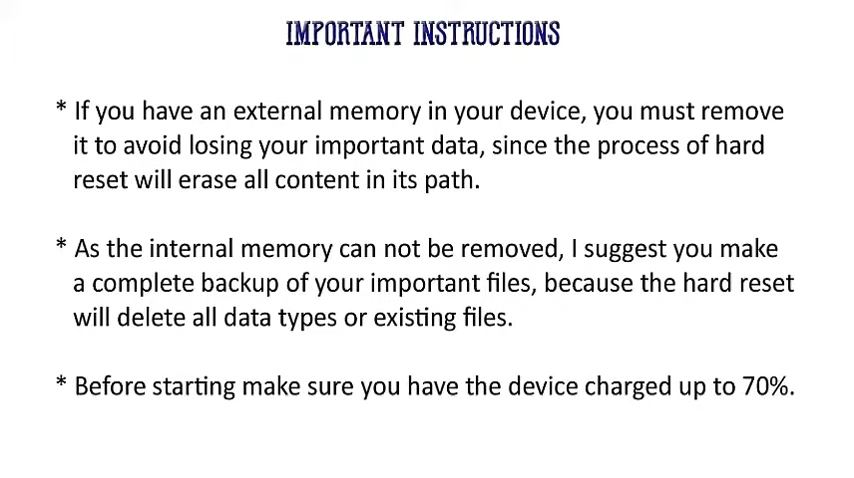 IMPORTANT INSTRUCTIONS
* If you have an external memory in your device, you must remove
it to avoid losing your important data, since the process of hard
reset will erase all content in its path.
* As the internal memory can not be removed, I suggest you make
a complete backup of your important files, because the hard reset
will delete all data types or existing files.
* Before starting make sure you have the device charged up to 70%.